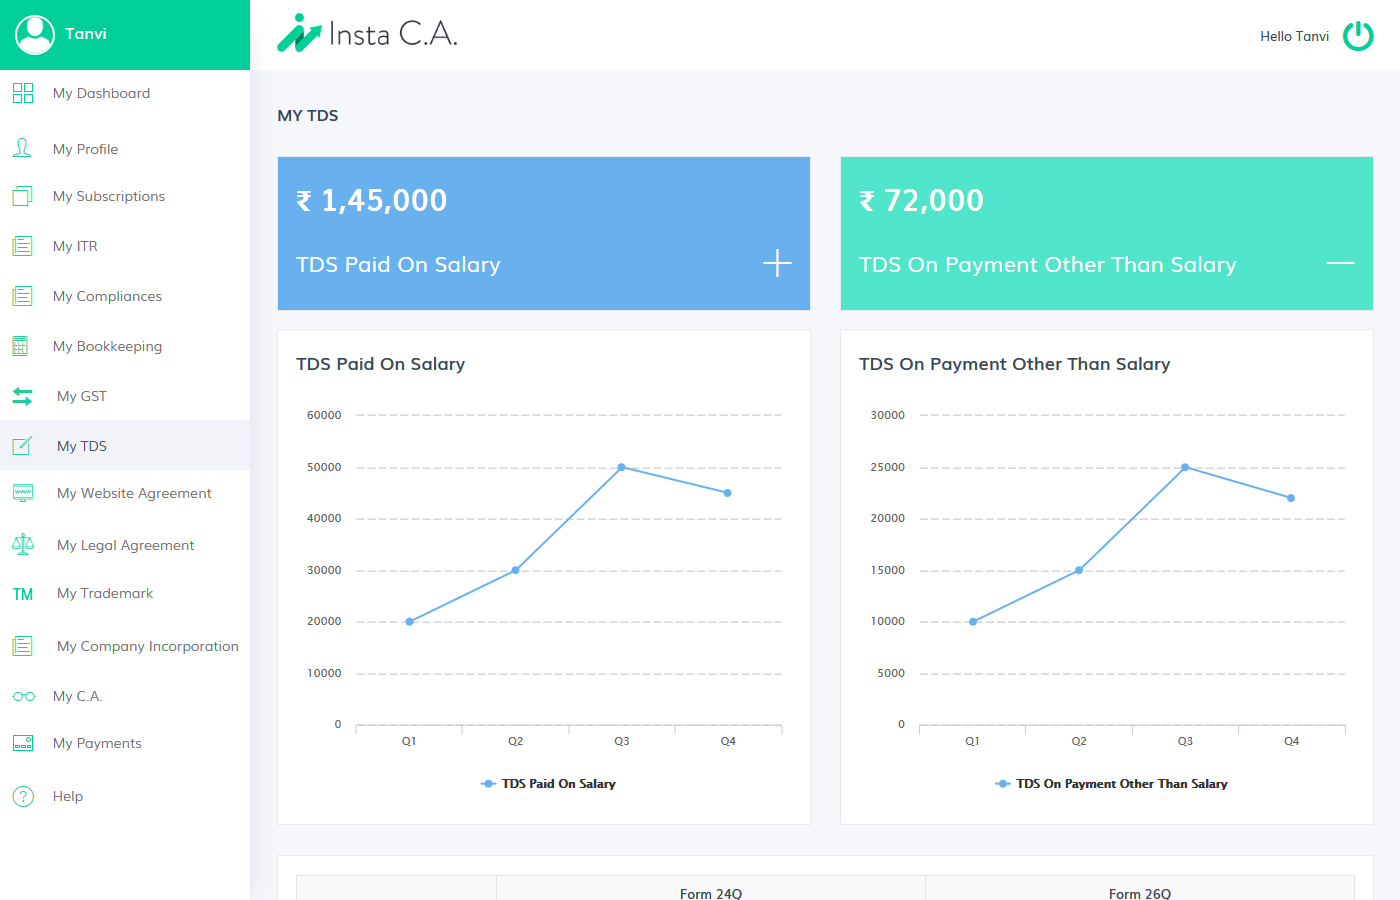 Tanvi
Insta C.A.
Hello Tanvi
My Dashboard
My Profile
My Subscriptions
My ITR
My Compliances
My Bookkeeping
My GST
My TDS
www
My Website Agreement
My Legal Agreement
TM
My Trademark
My Company Incorporation
My C.A.
My Payments
?
Help
MY TDS
₹ 1,45,000
TDS Paid On Salary
₹ 72,000
TDS On Payment Other Than Salary
TDS Paid On Salary
60000
50000
40000
30000
20000
10000
0
Q1 Q2 Q3 Q4
TDS Paid On Salary
TDS On Payment Other Than Salary
30000
25000
20000
15000
10000
5000
0
Q1 Q2 Q3 Q4
TDS On Payment Other Than Salary
Form 24Q Form 26Q